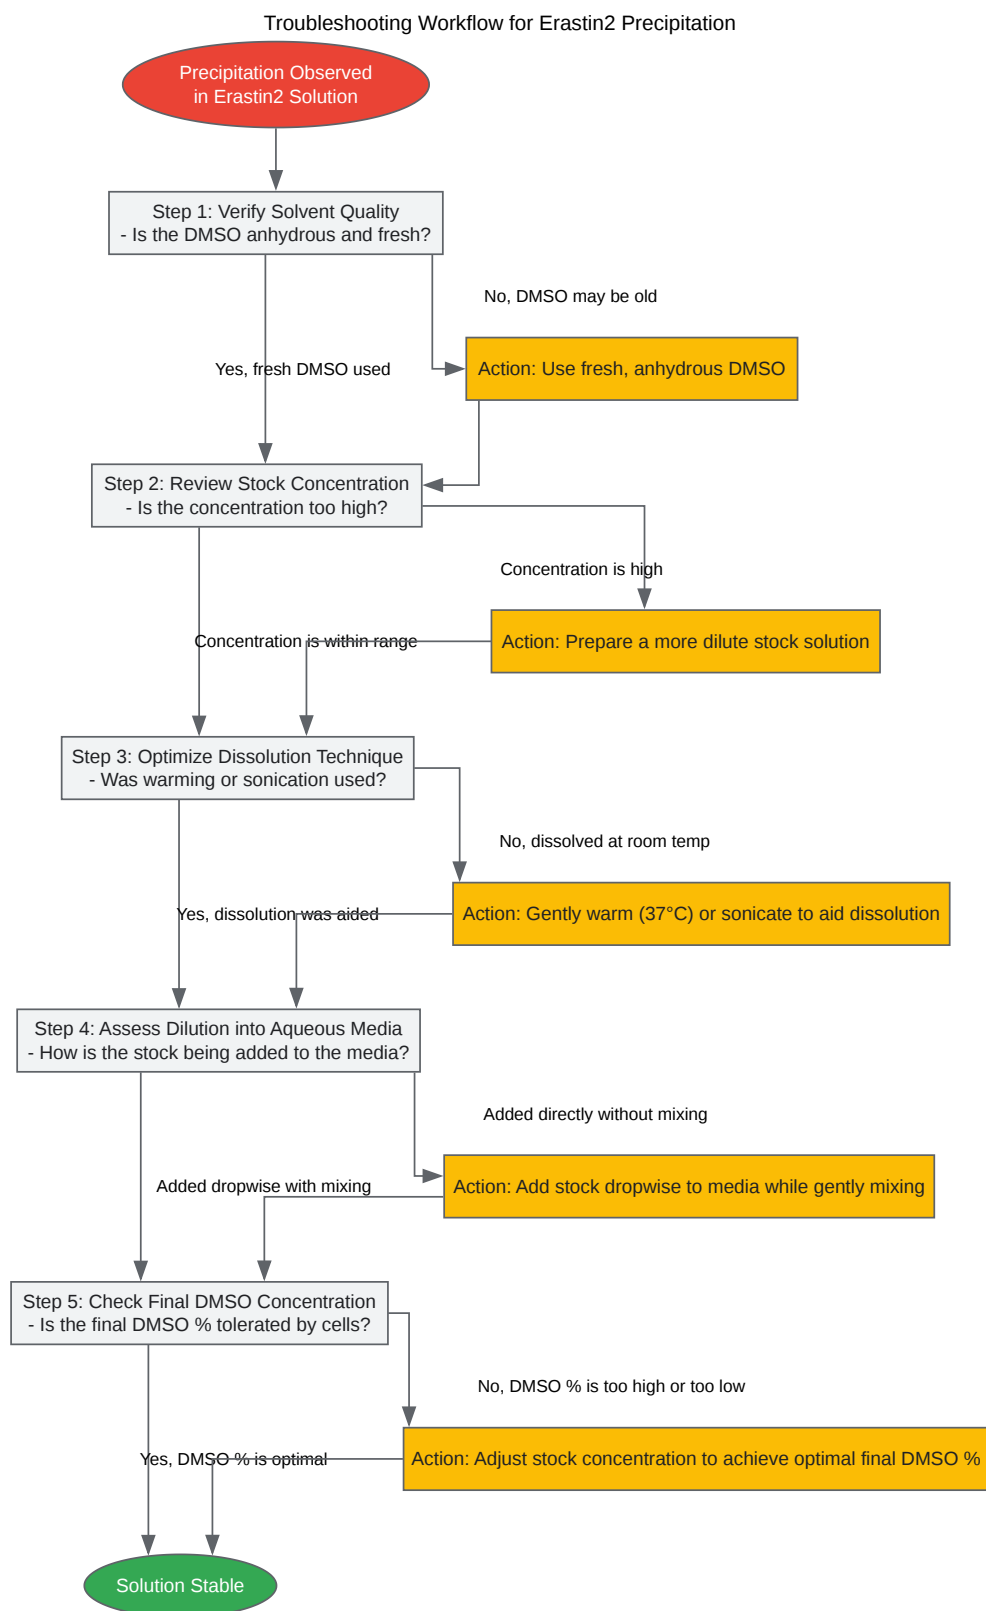 Troubleshooting Workflow for Erastin2 Precipitation
Precipitation Observed
in Erastin2 Solution
Step 1: Verify Solvent Quality
- Is the DMSO anhydrous and fresh?
No, DMSO may be old
Yes, fresh DMSO used
Action: Use fresh, anhydrous DMSO
Step 2: Review Stock Concentration
- Is the concentration too high?
Concentration is high
Concentration is within range
Action: Prepare a more dilute stock solution
Step 3: Optimize Dissolution Technique
- Was warming or sonication used?
No, dissolved at room temp
Yes, dissolution was aided
Action: Gently warm (37°C) or sonicate to aid dissolution
Step 4: Assess Dilution into Aqueous Media
- How is the stock being added to the media?
Added directly without mixing
Added dropwise with mixing
Action: Add stock dropwise to media while gently mixing
Step 5: Check Final DMSO Concentration
- Is the final DMSO % tolerated by cells?
No, DMSO % is too high or too low
Yes, DMSO % is optimal
Action: Adjust stock concentration to achieve optimal final DMSO %
Solution Stable